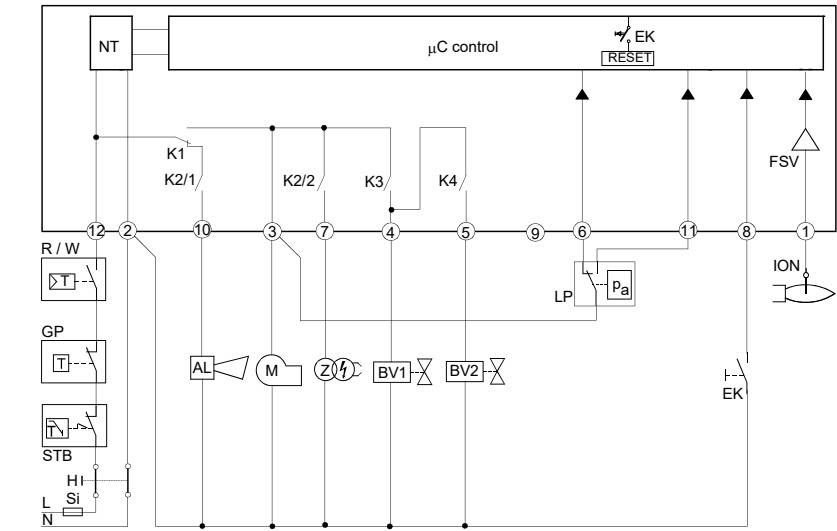 NT
μC control
EK
RESET
FSV
K1
K2/1
K2/2
K3
K4
12
2
10
3
7
4
5
9
6
11
8
1
R / W
T
LP
pa
ION
GP
T
AL
M
Z
BV1
BV2
EK
T
STB
H
Si
L
N